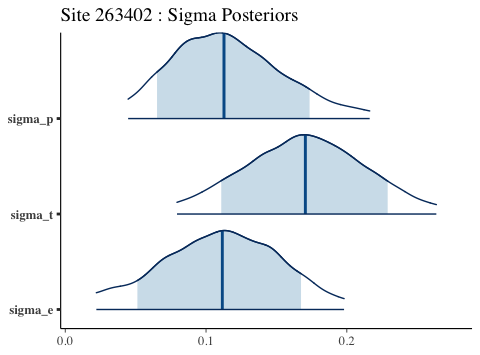 Site 263402 : Sigma Posteriors
sigma_p
sigma_t
sigma_e
0.0 0.1 0.2